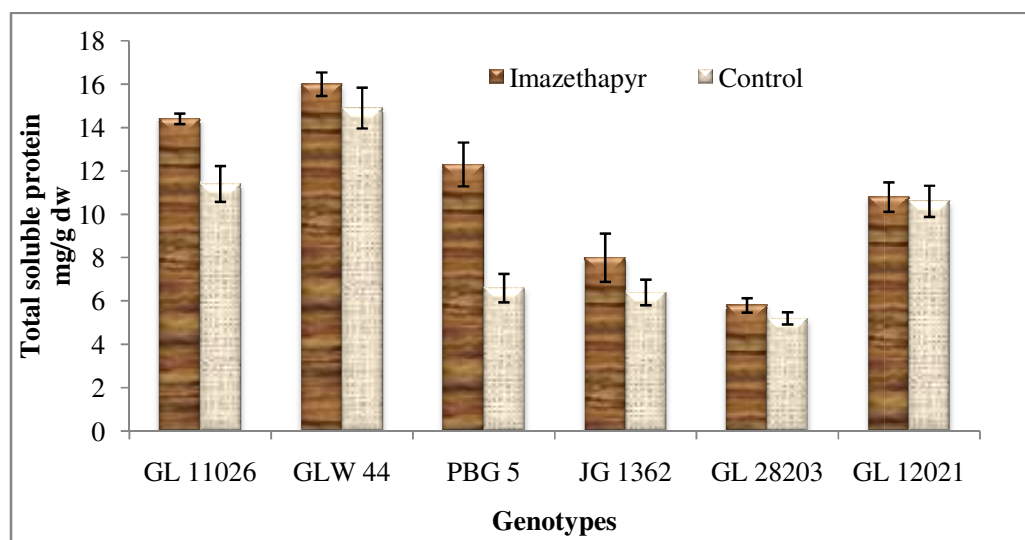 Total soluble protein
mg/g dw
18
16
14
12
10
8
6
4
2
0
Imazethapyr Control
GL 11026 GLW 44 PBG 5 JG 1362 GL 28203 GL 12021
Genotypes